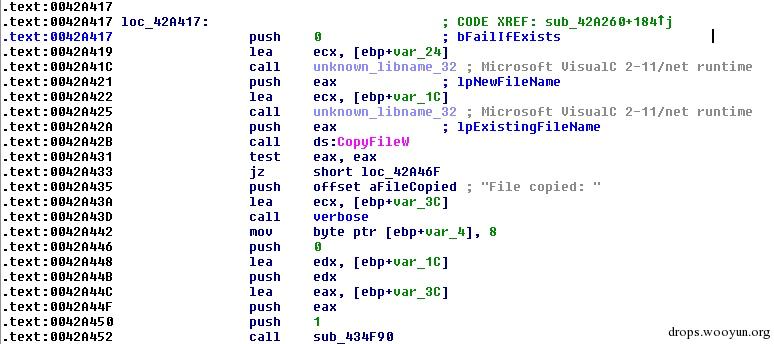 .text:0042A417
.text:0042A417 loc_42A417: ; CODE XREF: sub_42A260+184↑j
.text:0042A417 push 0 ; bFailIfExists
.text:0042A419 lea ecx, [ebp+var_24]
.text:0042A41C call unknown_libname_32 ; Microsoft VisualC 2-11/net runtime
.text:0042A421 push eax ; lpNewFileName
.text:0042A422 lea ecx, [ebp+var_1C]
.text:0042A425 call unknown_libname_32 ; Microsoft VisualC 2-11/net runtime
.text:0042A42A push eax ; lpExistingFileName
.text:0042A42B call ds:CopyFileW
.text:0042A431 test eax, eax
.text:0042A433 jz short loc_42A46F
.text:0042A435 push offset aFileCopied ; "File copied: "
.text:0042A43A lea ecx, [ebp+var_3C]
.text:0042A43D call verbose
.text:0042A442 mov byte ptr [ebp+var_4], 8
.text:0042A446 push 0
.text:0042A448 lea edx, [ebp+var_1C]
.text:0042A44B push edx
.text:0042A44C lea eax, [ebp+var_3C]
.text:0042A44F push eax
.text:0042A450 push 1
.text:0042A452 call sub_434F90
drops.wooyun.org